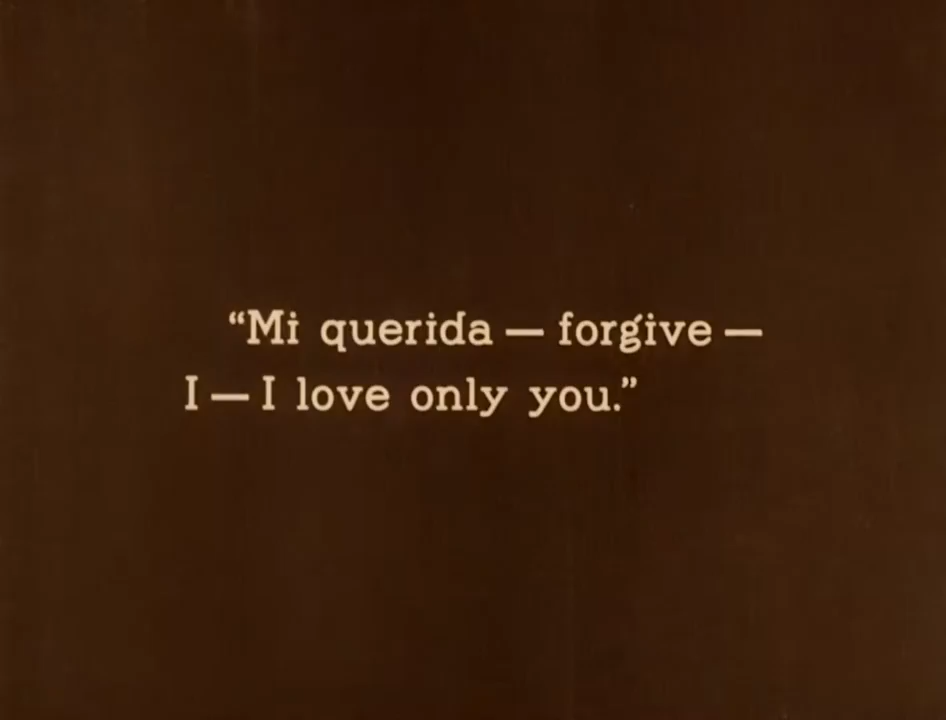 “Mi querida — forgive —
I — I love only you.”